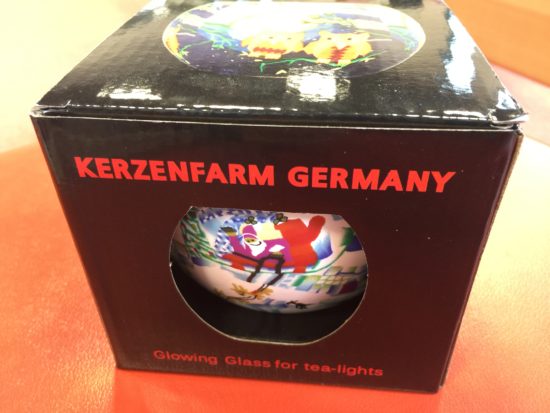 KERZENFARM GERMANY
Glowing Glass for tea-lights